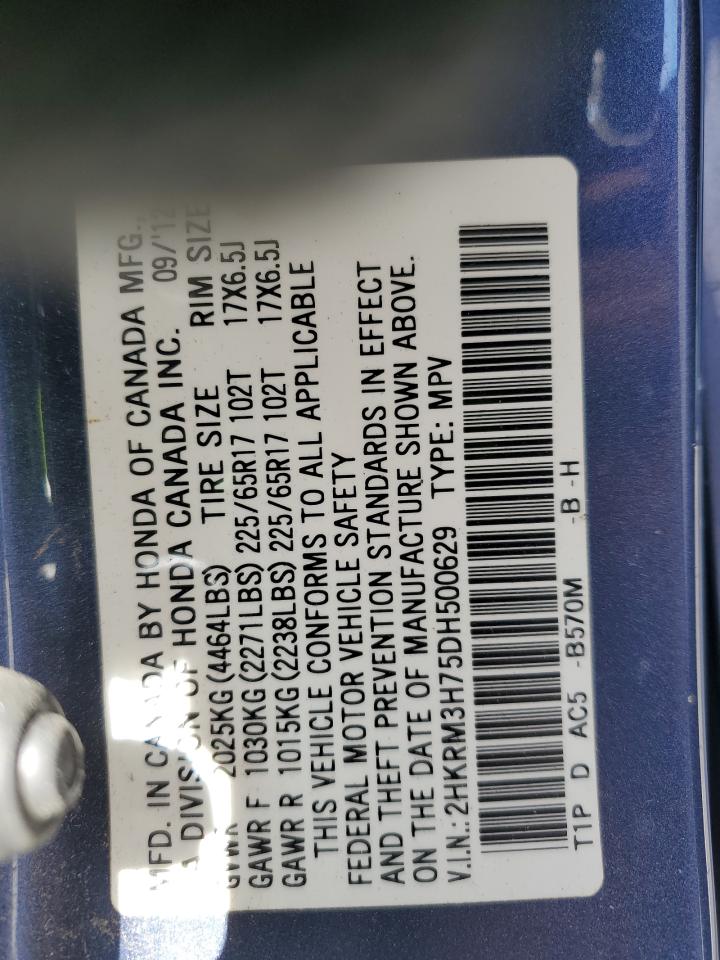 MFD. IN CANADA BY HONDA OF CANADA MFG.,
A DIVISION OF HONDA CANADA INC. 09/'12
GVWR 2025KG(4464LBS) TIRE SIZE RIM SIZE
GAWR F 1030KG(2271LBS) 225/65R17 102T 17X6.5J
GAWR R 1015KG(2238LBS) 225/65R17 102T 17X6.5J
THIS VEHICLE CONFORMS TO ALL APPLICABLE
FEDERAL MOTOR VEHICLE SAFETY
AND THEFT PREVENTION STANDARDS IN EFFECT
ON THE DATE OF MANUFACTURE SHOWN ABOVE.
V.I.N.: 2HKRM3H75DH500629 TYPE: MPV
T1P D AC5 -B570M -B -H